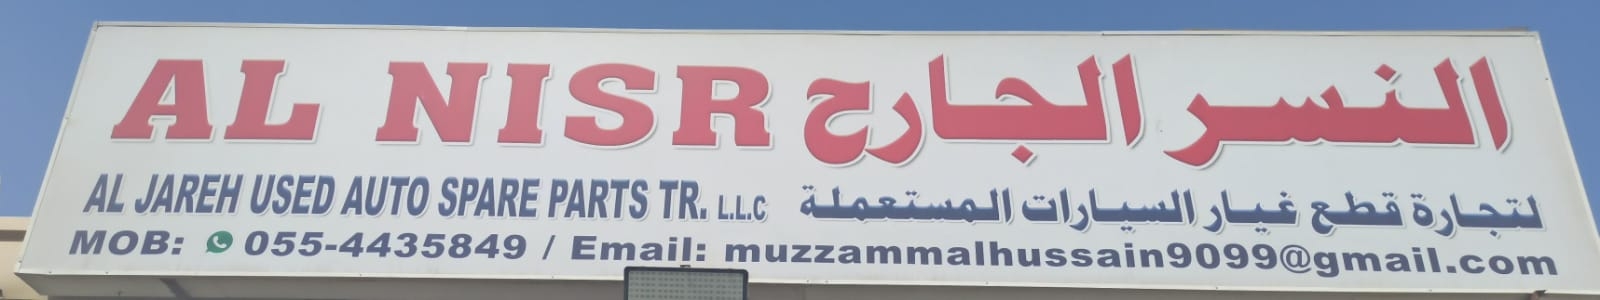 AL NISR النسر الجارح
AL JAREH USED AUTO SPARE PARTS TR. L.L.C لتجارة قطع غيار السيارات المستعملة
MOB: 055-4435849 / Email: muzzammalhussain9099@gmail.com